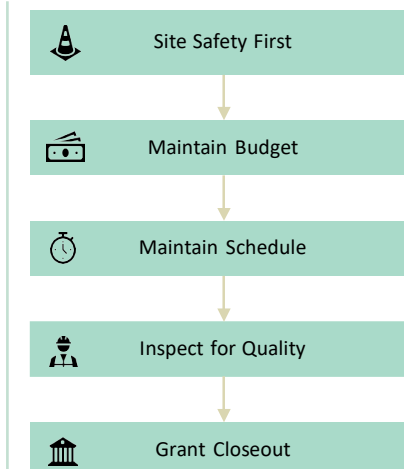 Site Safety First
Maintain Budget
Maintain Schedule
Inspect for Quality
Grant Closeout